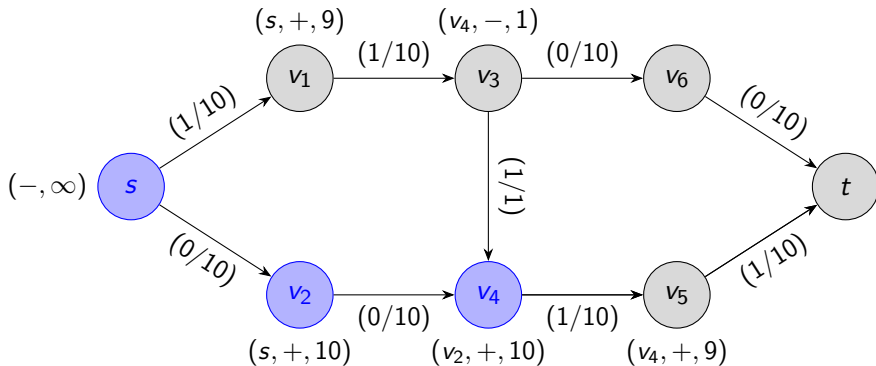 (s, +, 9)
(v₄, −, 1)
(1/10)
(0/10)
v₁
v₃
v₆
(1/10)
(0/10)
(−, ∞)
s
(1/1)
t
(0/10)
(1/10)
v₂
v₄
v₅
(0/10)
(1/10)
(s, +, 10)
(v₂, +, 10)
(v₄, +, 9)